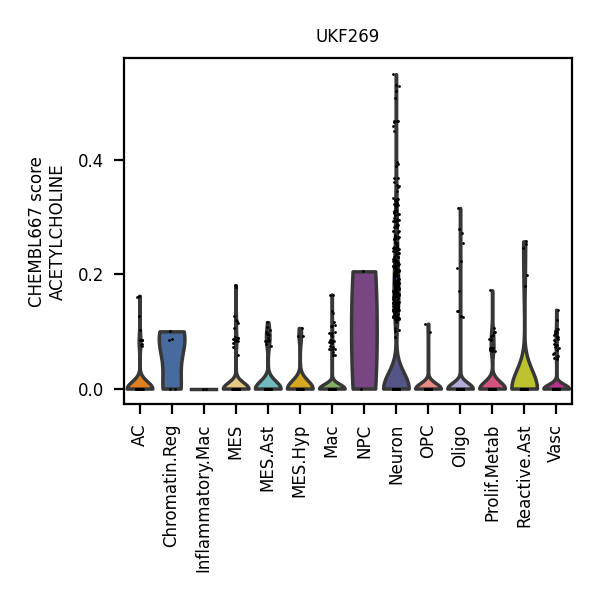 UKF269
CHEMBL667 score
ACETYLCHOLINE
0.4
0.2
0.0
AC
Chromatin.Reg
Inflammatory.Mac
MES
MES.Ast
MES.Hyp
Mac
NPC
Neuron
OPC
Oligo
Prolif.Metab
Reactive.Ast
Vasc